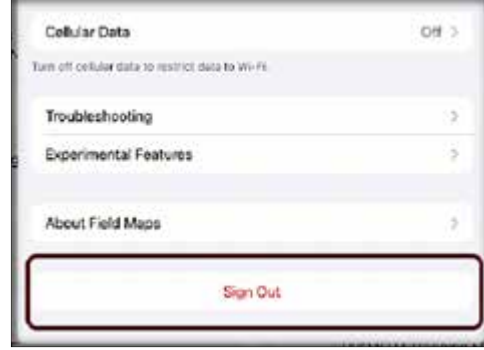 Cellular Data Off
Turn off cellular data to restrict data to Wi-Fi.
Troubleshooting
Experimental Features
About Field Maps
Sign Out